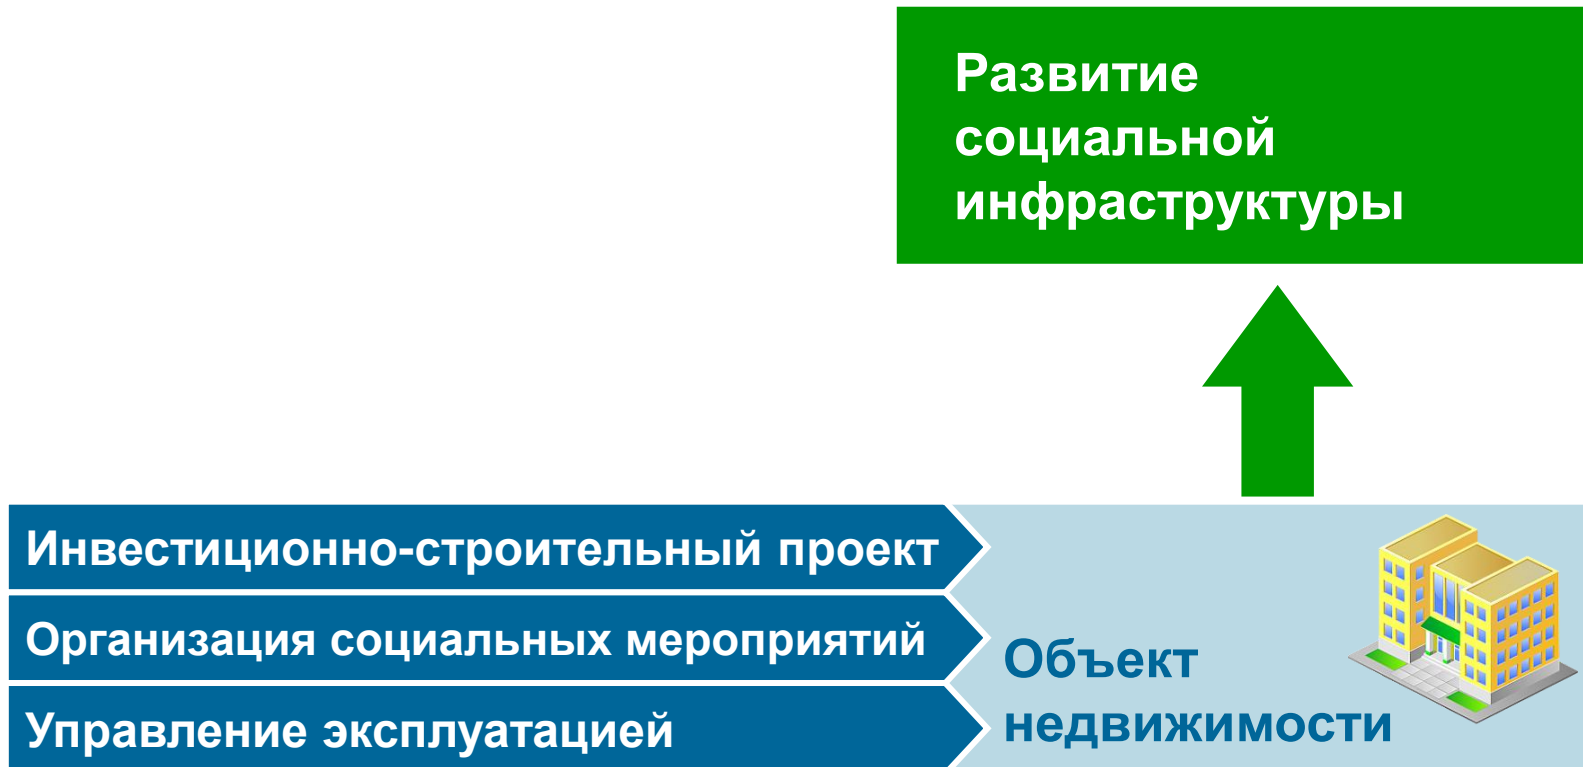 Развитие
социальной
инфраструктуры
Инвестиционно-строительный проект
Организация социальных мероприятий
Управление эксплуатацией
Объект
недвижимости